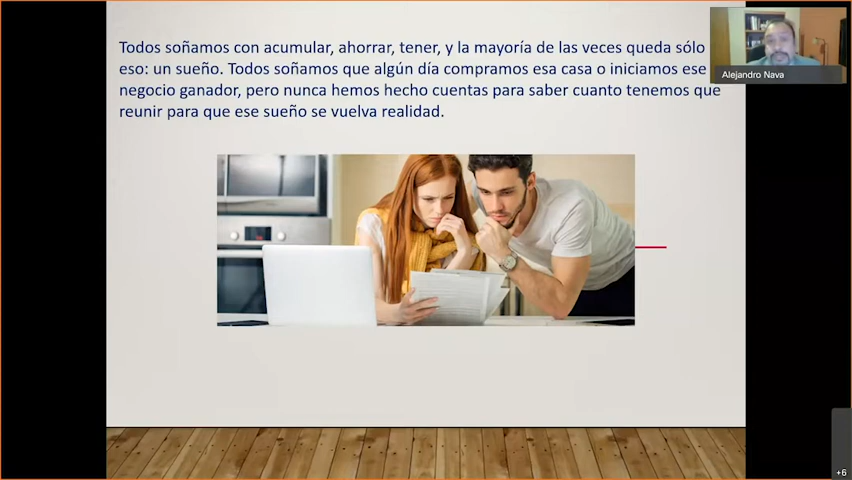 Todos soñamos con acumular, ahorrar, tener, y la mayoría de las veces queda sólo
eso: un sueño. Todos soñamos que algún día compramos esa casa o iniciamos ese
negocio ganador, pero nunca hemos hecho cuentas para saber cuanto tenemos que
reunir para que ese sueño se vuelva realidad.
Alejandro Nava
+6